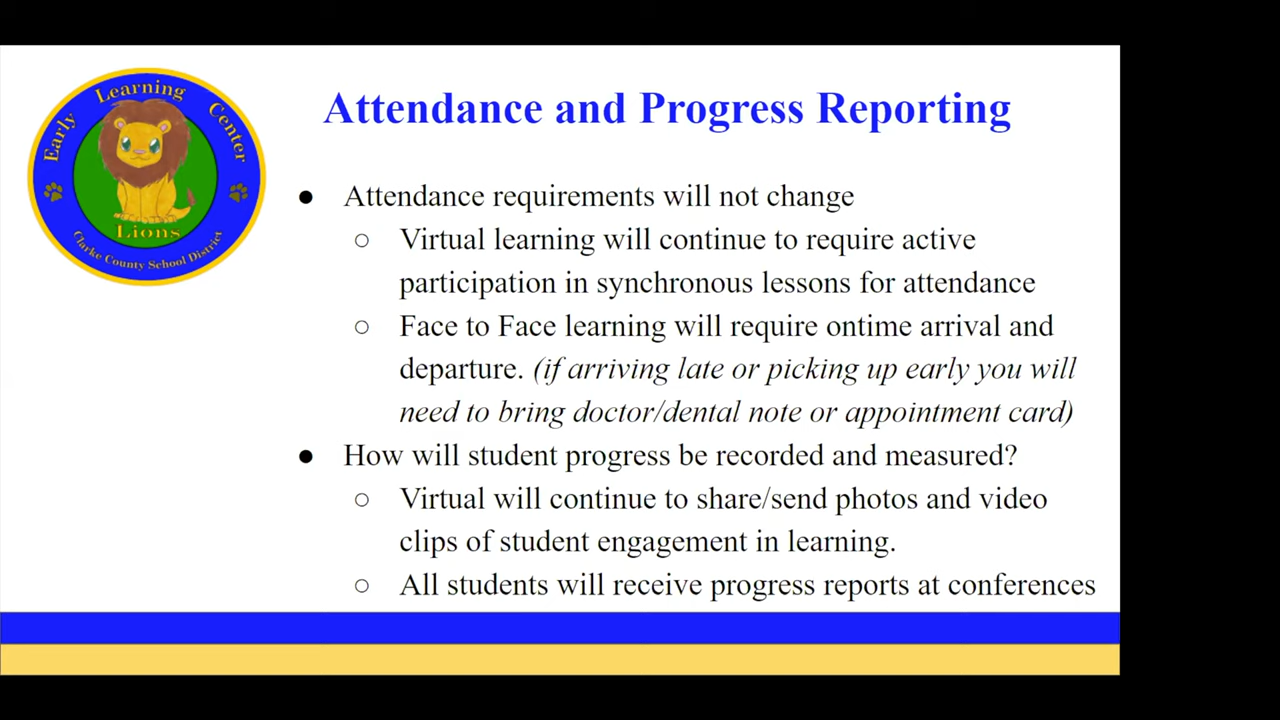 Early Learning Center
Lions
Clarke County School District
Attendance and Progress Reporting
● Attendance requirements will not change
○ Virtual learning will continue to require active
participation in synchronous lessons for attendance
○ Face to Face learning will require ontime arrival and
departure. (if arriving late or picking up early you will
need to bring doctor/dental note or appointment card)
● How will student progress be recorded and measured?
○ Virtual will continue to share/send photos and video
clips of student engagement in learning.
○ All students will receive progress reports at conferences